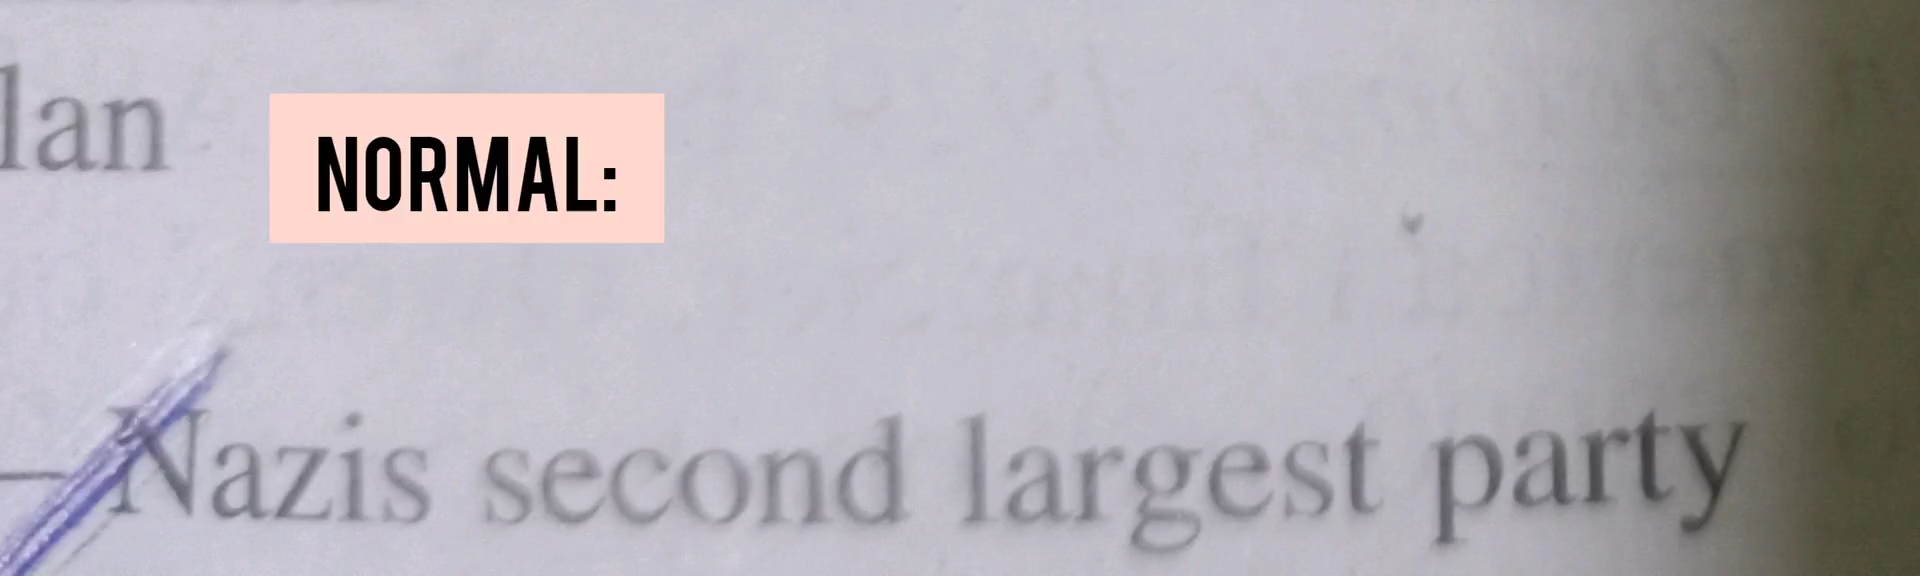 lan
NORMAL:
— Nazis second largest party